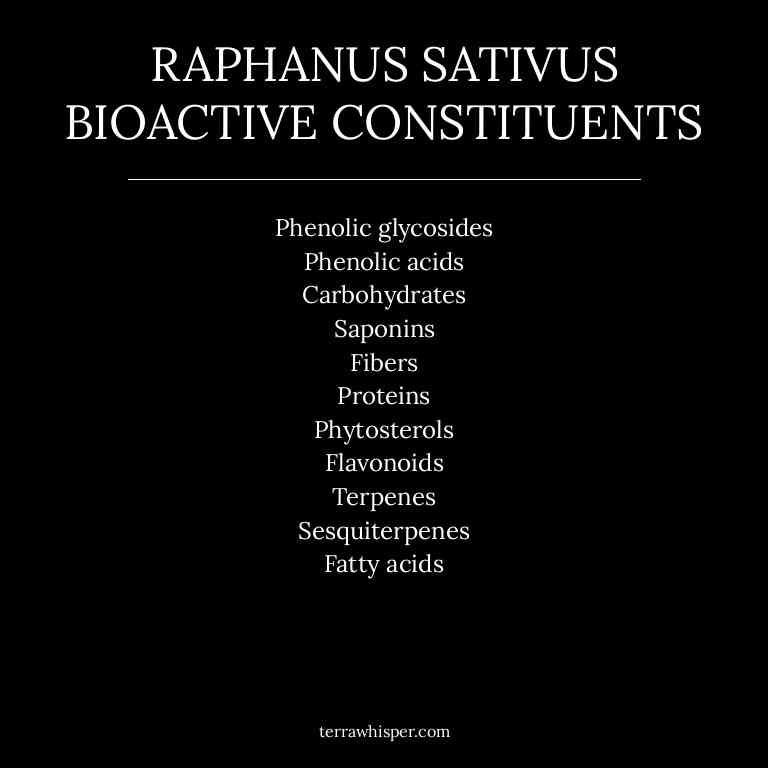 RAPHANUS SATIVUS
BIOACTIVE CONSTITUENTS
Phenolic glycosides
Phenolic acids
Carbohydrates
Saponins
Fibers
Proteins
Phytosterols
Flavonoids
Terpenes
Sesquiterpenes
Fatty acids
terrawhisper.com